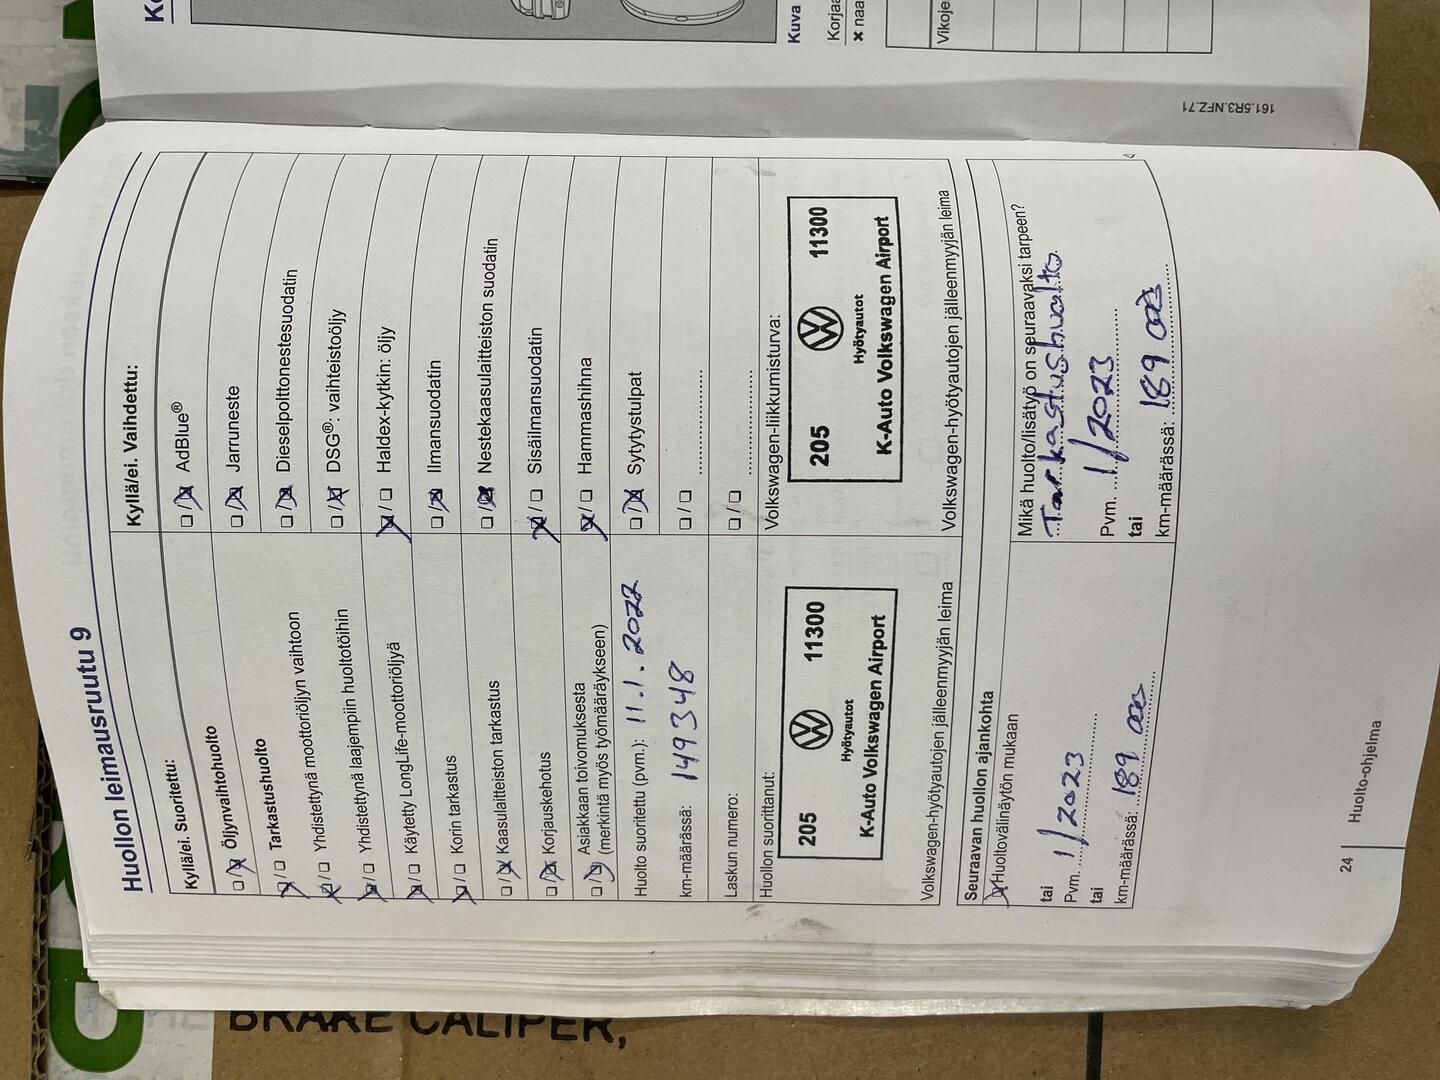 Huollon leimausruutu 9
Kyllä/ei. Suoritettu:
☐/☒ Öljynvaihtohuolto
☒/☐ Tarkastushuolto
☒/☐ Yhdistettynä moottoriöljyn vaihtoon
☒/☐ Yhdistettynä laajempiin huoltotöihin
☒/☐ Käytetty LongLife-moottoriöljyä
☒/☐ Korin tarkastus
☐/☒ Kaasulaitteiston tarkastus
☐/☒ Korjauskehotus
☐/☒ Asiakkaan toivomuksesta
(merkintä myös työmääräykseen)
Huolto suoritettu (pvm.): 11.1.2022
km-määrässä: 149348
Laskun numero:
Huollon suorittanut:
205 11300
Hyötyautot
K-Auto Volkswagen Airport
Volkswagen-hyötyautojen jälleenmyyjän leima
Kyllä/ei. Vaihdettu:
☐/☒ AdBlue®
☐/☒ Jarruneste
☐/☒ Dieselpolttonestesuodatin
☐/☒ DSG®: vaihteistoöljy
☒/☐ Haldex-kytkin: öljy
☐/☒ Ilmansuodatin
☐/☒ Nestekaasulaitteiston suodatin
☒/☐ Sisäilmansuodatin
☒/☐ Hammashihna
☐/☒ Sytytystulpat
☐/☐ ....................
☐/☐ ....................
Volkswagen-liikkumisturva:
205 11300
Hyötyautot
K-Auto Volkswagen Airport
Volkswagen-hyötyautojen jälleenmyyjän leima
Seuraavan huollon ajankohta
☒ Huoltovälinäytön mukaan
tai
Pvm. 1/2023
tai
km-määrässä: 189 000
Mikä huolto/lisätyö on seuraavaksi tarpeen?
Tarkastushuolto
Pvm. 1/2023
tai
km-määrässä: 189 000
24 Huolto-ohjelma
Kuva
✖ naa
Vikoje
161.5R3.NFZ.71
BRAKE CALIPER,